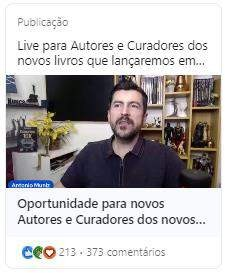 Publicação
Live para Autores e Curadores dos
novos livros que lançaremos em...
Antonio Muniz
Oportunidade para novos
Autores e Curadores dos novos...
213 · 373 comentários